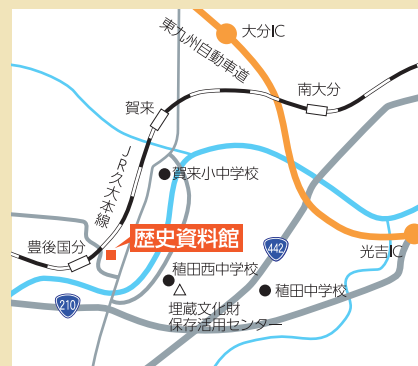 大分IC
東九州自動車道
南大分
賀来
JR久大本線
賀来小中学校
歴史資料館
豊後国分
442
光吉IC
稙田西中学校
稙田中学校
埋蔵文化財
保存活用センター
210